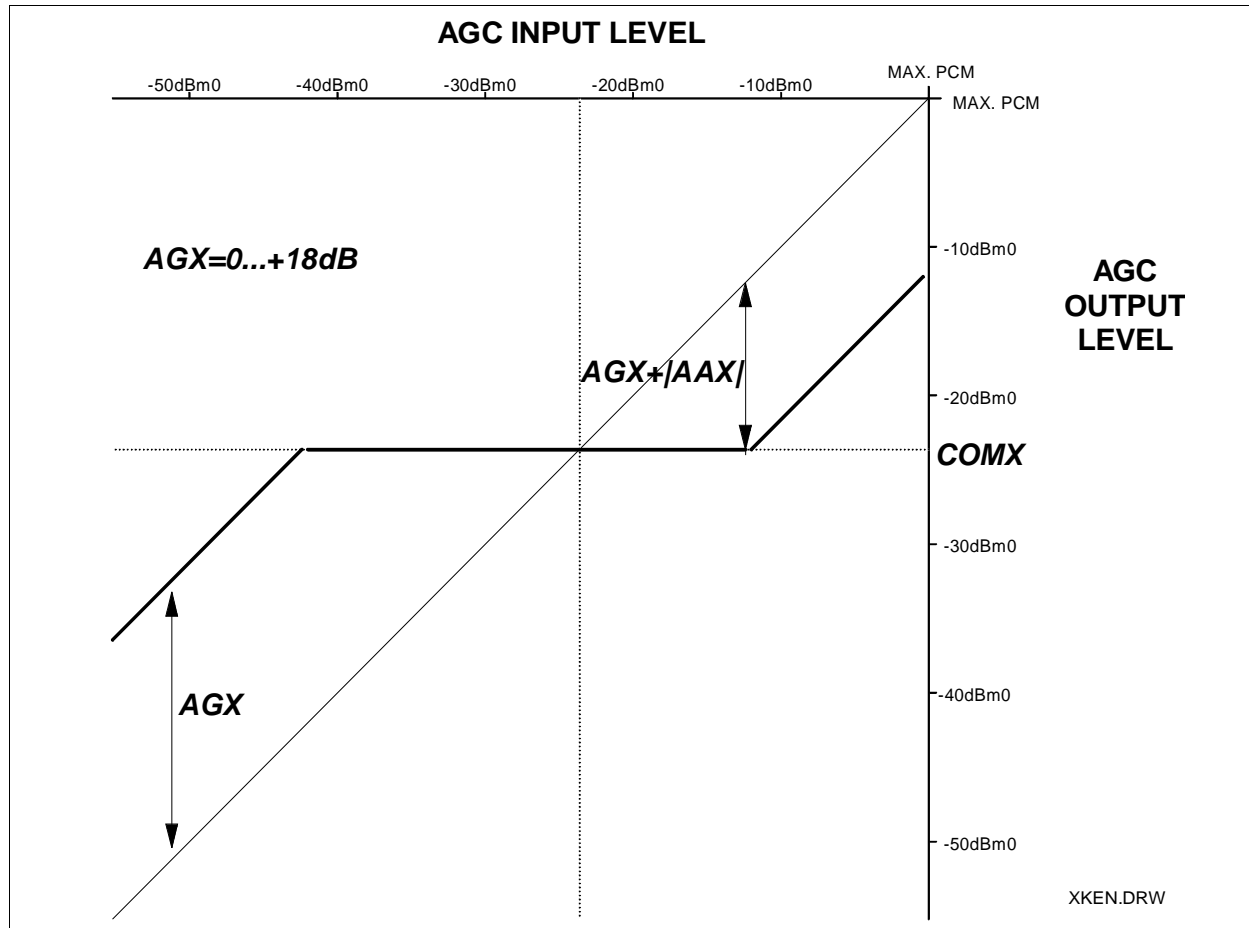 AGC INPUT LEVEL
MAX. PCM
-50dBm0
-40dBm0
-30dBm0
-20dBm0
-10dBm0
MAX. PCM
-10dBm0
AGX=0...+18dB
AGC
OUTPUT
LEVEL
AGX+|AAX|
-20dBm0
COMX
-30dBm0
AGX
-40dBm0
-50dBm0
XKEN.DRW